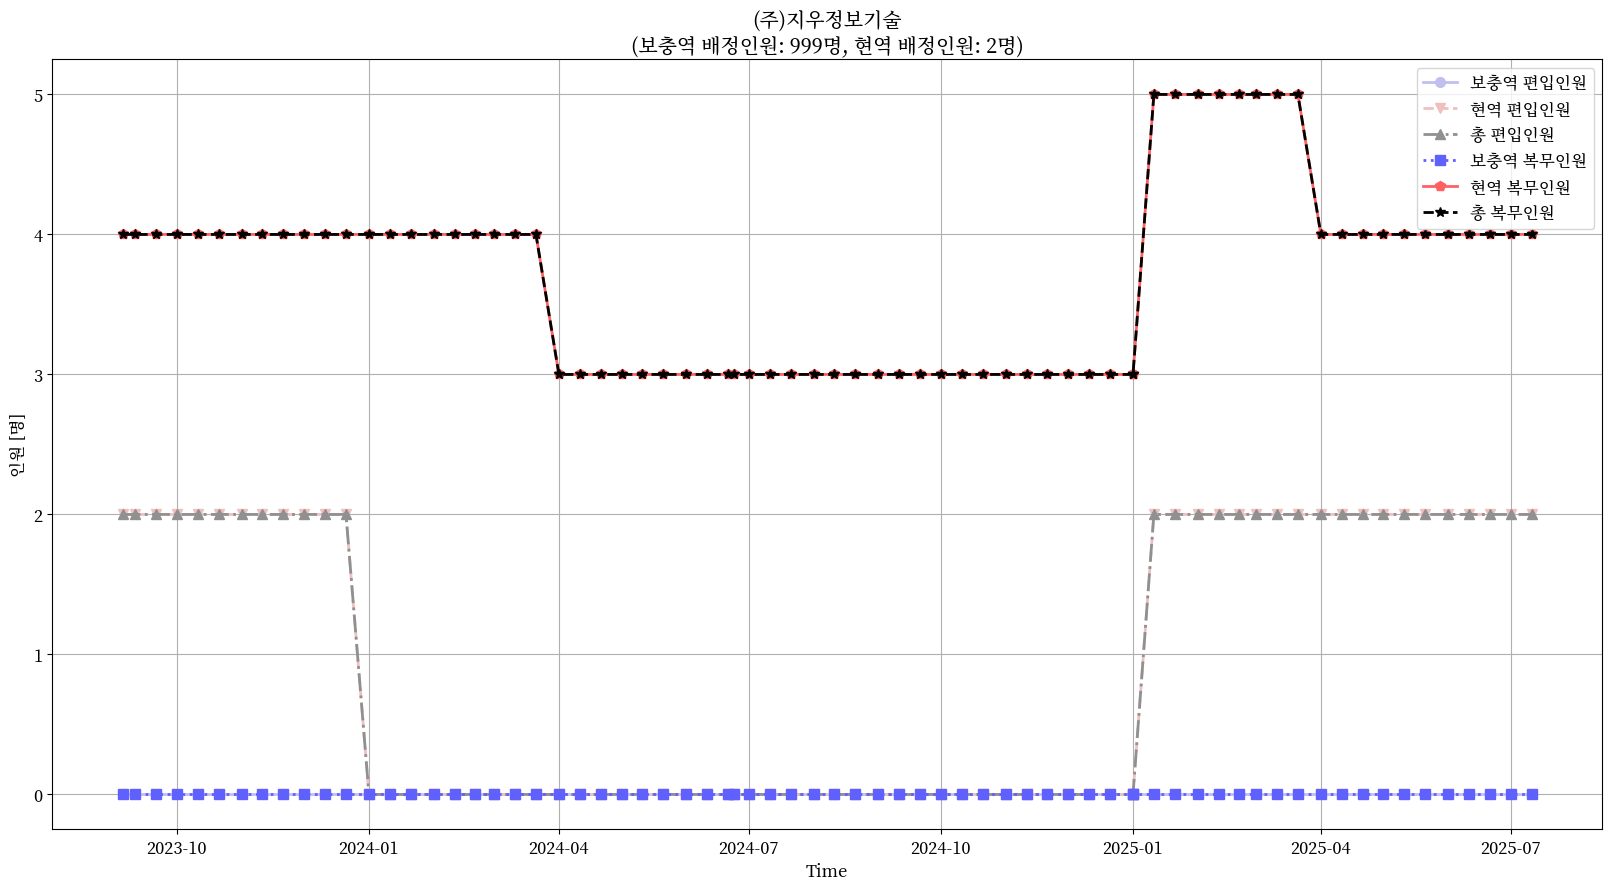 (주)지우정보기술
(보충역 배정인원: 999명, 현역 배정인원: 2명)
보충역 편입인원
현역 편입인원
총 편입인원
보충역 복무인원
현역 복무인원
총 복무인원
인원 [명]
5
4
3
2
1
0
2023-10
2024-01
2024-04
2024-07
2024-10
2025-01
2025-04
2025-07
Time